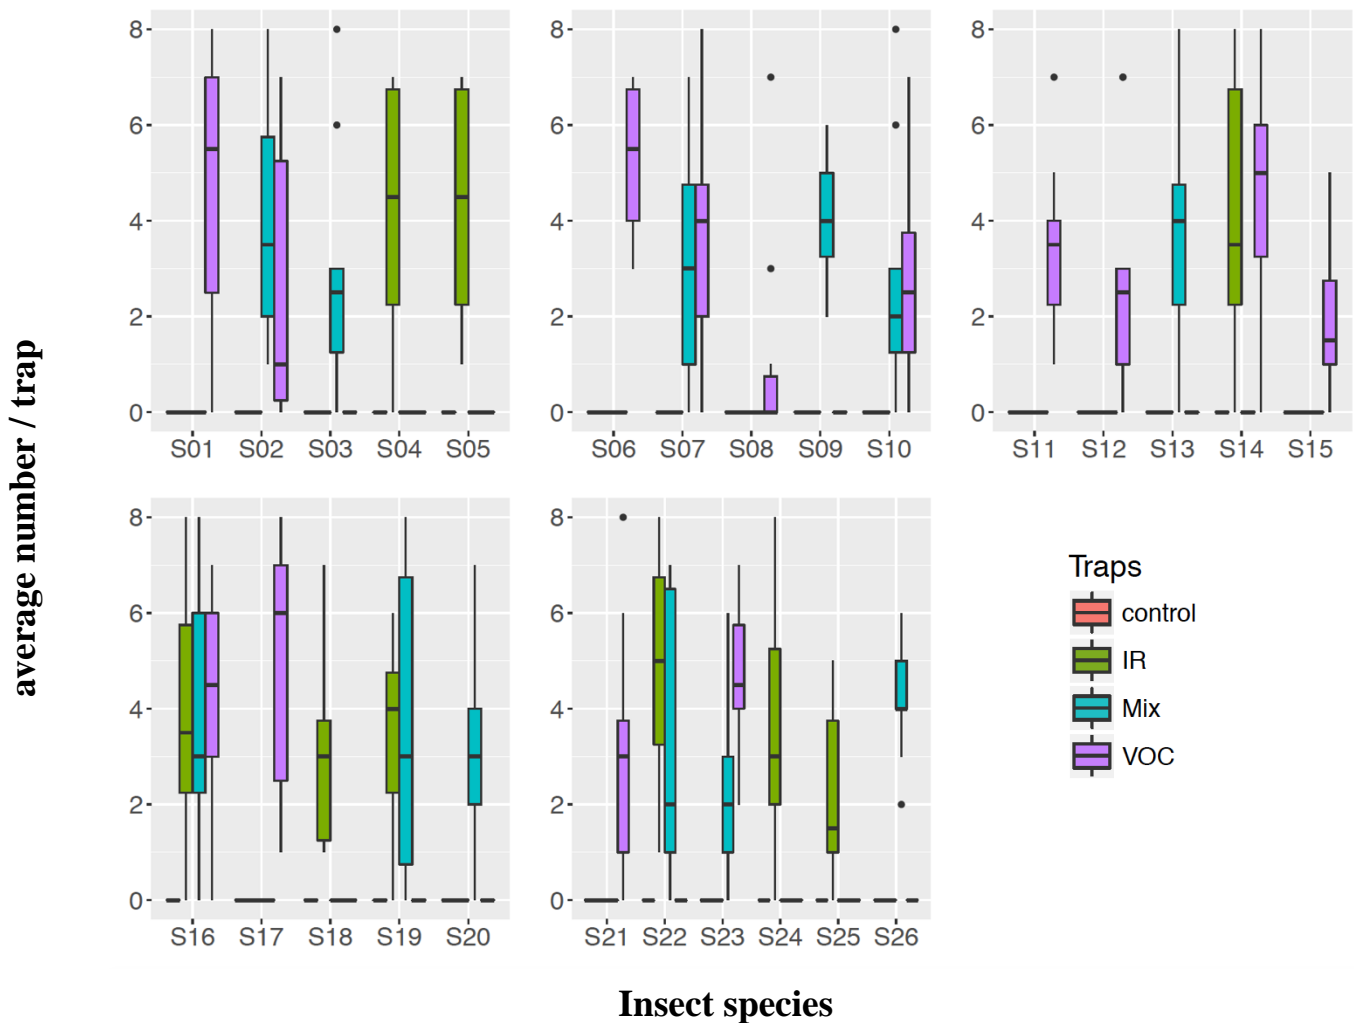 8
6
4
2
0
S01 S02 S03 S04 S05
8
6
4
2
0
S06 S07 S08 S09 S10
8
6
4
2
0
S11 S12 S13 S14 S15
average number / trap
8
6
4
2
0
S16 S17 S18 S19 S20
8
6
4
2
0
S21 S22 S23 S24 S25 S26
Traps
control
IR
Mix
VOC
Insect species